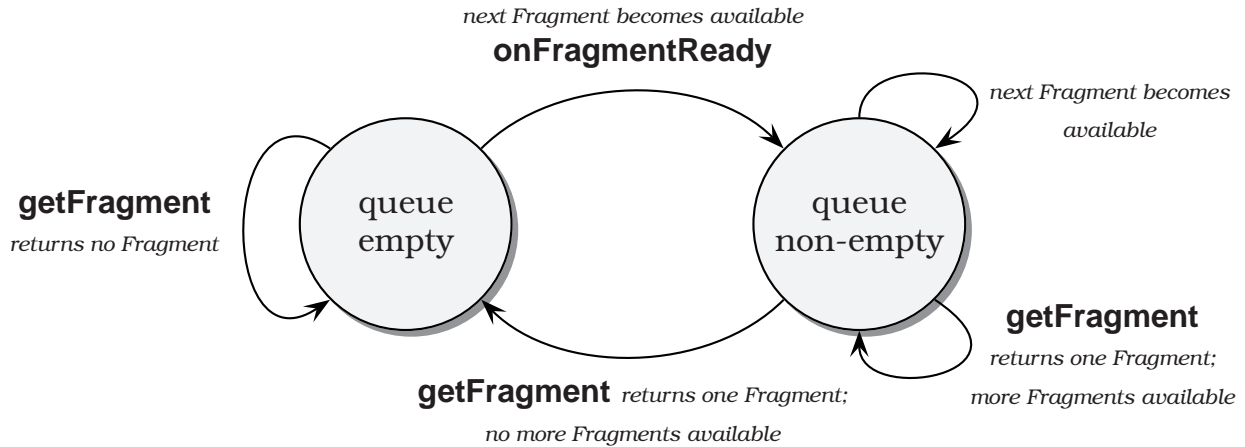 next Fragment becomes available
onFragmentReady
next Fragment becomes
available
getFragment
returns no Fragment
queue
empty
queue
non-empty
getFragment
returns one Fragment;
more Fragments available
getFragment returns one Fragment;
no more Fragments available